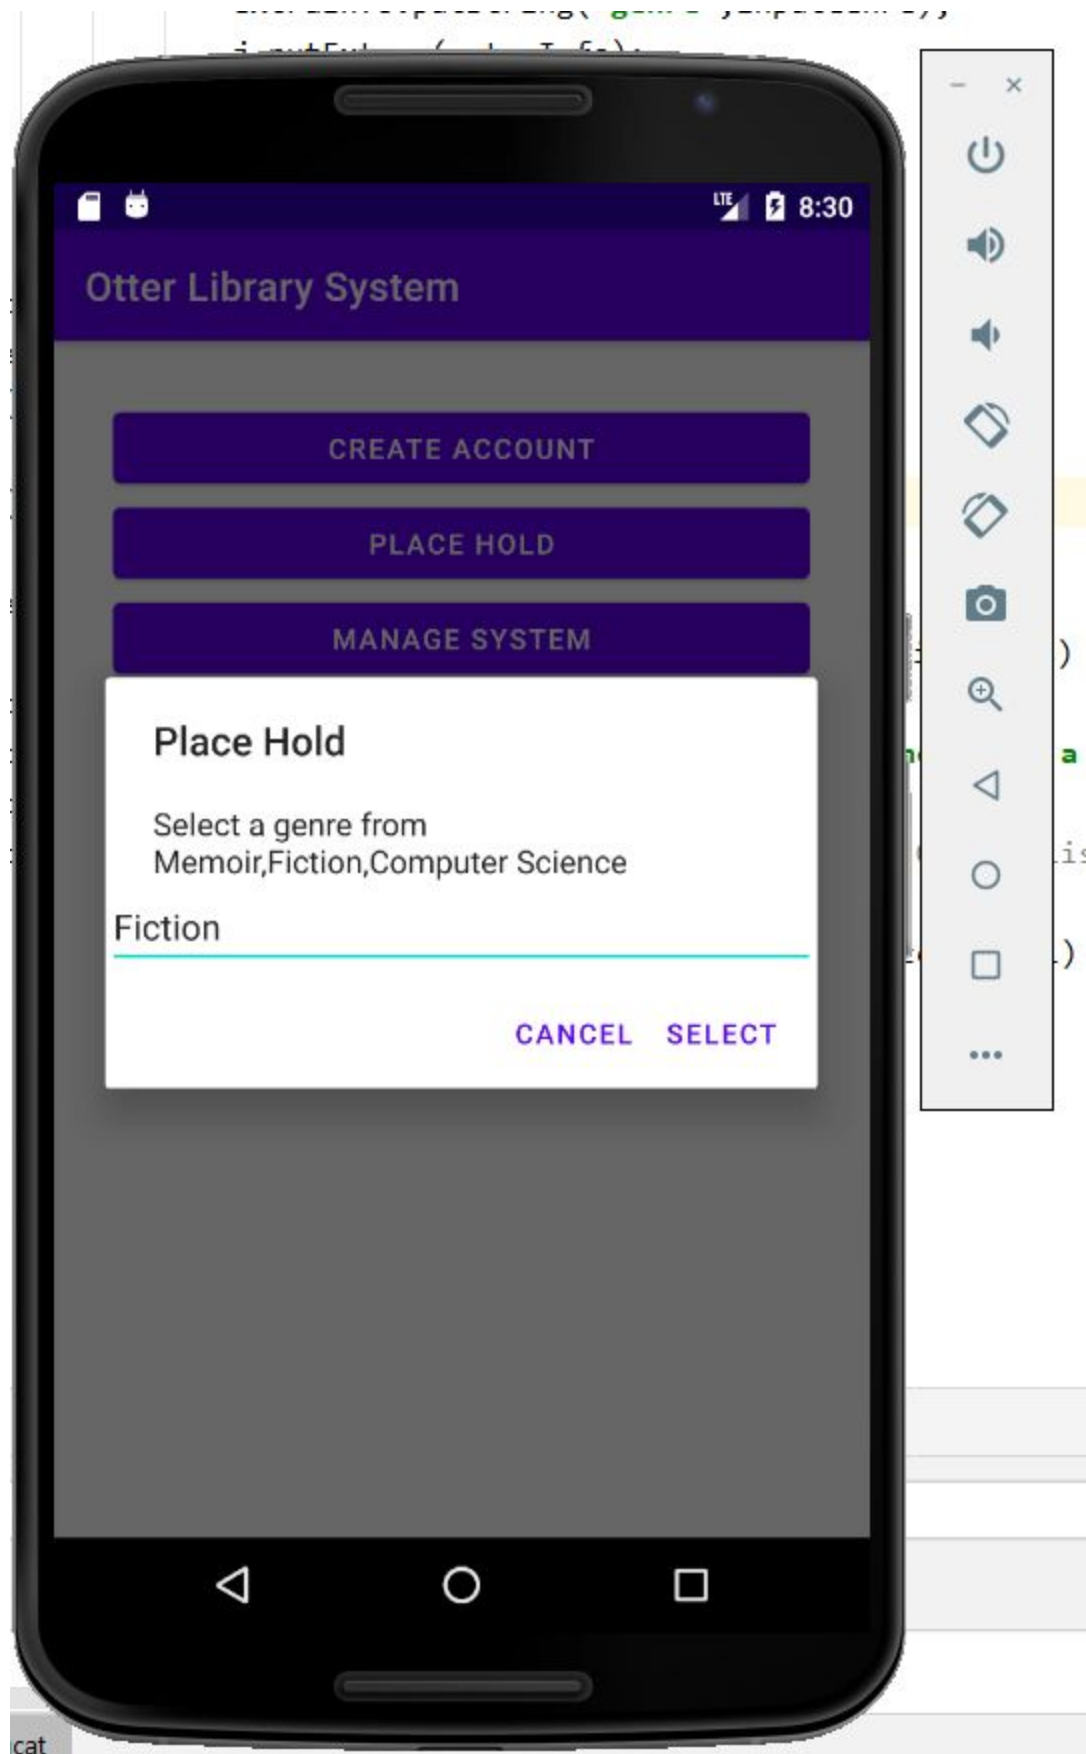 LTE 8:30
Otter Library System
CREATE ACCOUNT
PLACE HOLD
MANAGE SYSTEM
)
Place Hold
a
Select a genre from
Memoir,Fiction,Computer Science
Fiction
)
CANCEL SELECT
cat